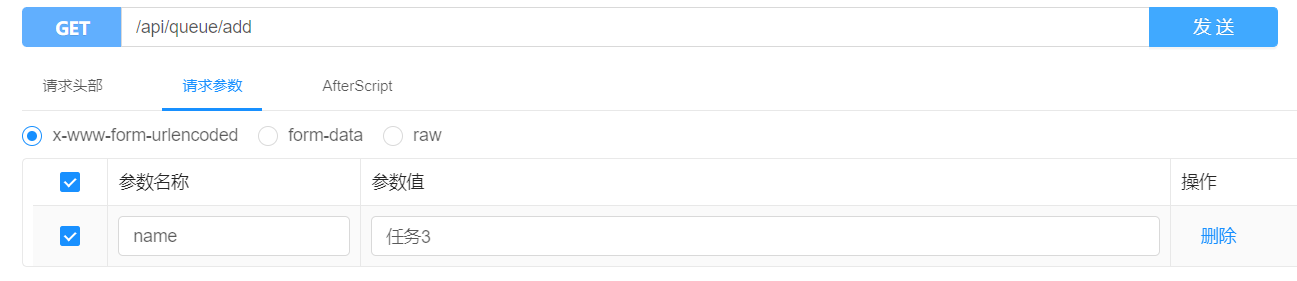 GET /api/queue/add 发 送
请求头部 请求参数 AfterScript
x-www-form-urlencoded form-data raw
参数名称 参数值 操作
name 任务3 删除